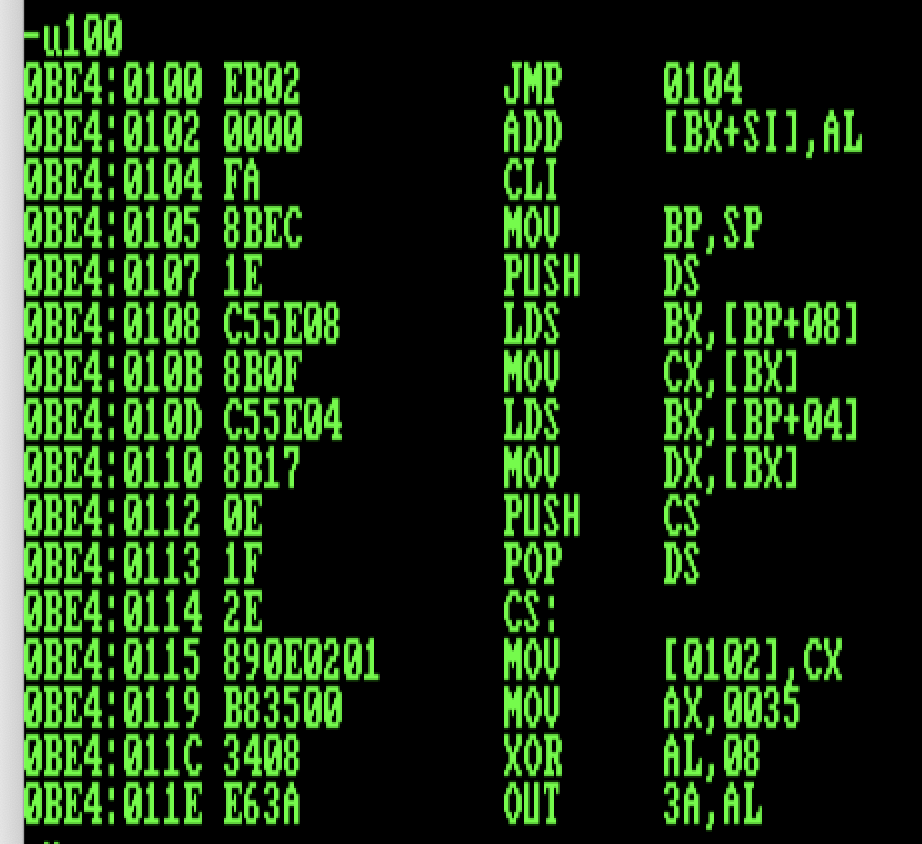 -u100
0BE4:0100 EB02 JMP 0104
0BE4:0102 0000 ADD [BX+SI],AL
0BE4:0104 FA CLI
0BE4:0105 8BEC MOV BP,SP
0BE4:0107 1E PUSH DS
0BE4:0108 C55E08 LDS BX,[BP+08]
0BE4:010B 8B0F MOV CX,[BX]
0BE4:010D C55E04 LDS BX,[BP+04]
0BE4:0110 8B17 MOV DX,[BX]
0BE4:0112 0E PUSH CS
0BE4:0113 1F POP DS
0BE4:0114 2E CS:
0BE4:0115 890E0201 MOV [0102],CX
0BE4:0119 B83500 MOV AX,0035
0BE4:011C 3408 XOR AL,08
0BE4:011E E63A OUT 3A,AL